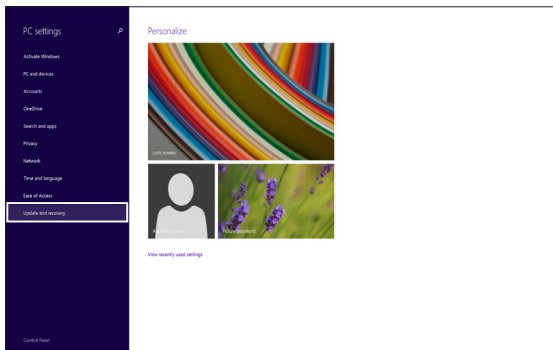 PC settings
Activate Windows
PC and devices
Accounts
OneDrive
Search and apps
Privacy
Network
Time and language
Ease of Access
Update and recovery
Control Panel
Personalize
Lock screen
Account picture
Picture password
View recently used settings